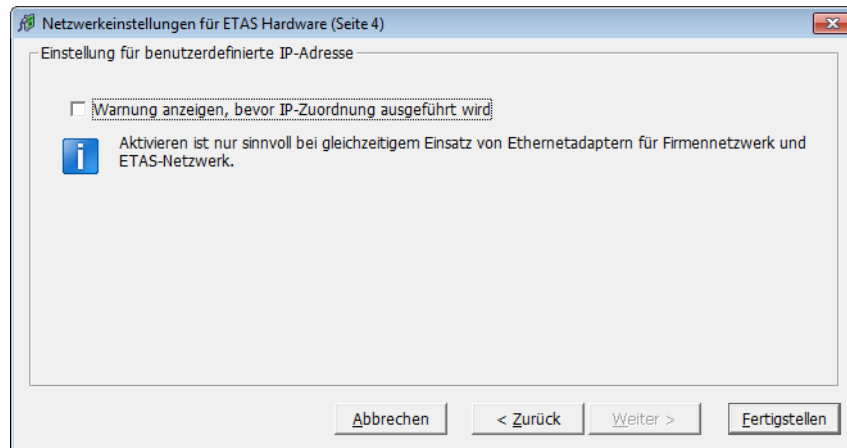 Netzwerkeinstellungen für ETAS Hardware (Seite 4)
Einstellung für benutzerdefinierte IP-Adresse
Warnung anzeigen, bevor IP-Zuordnung ausgeführt wird
Aktivieren ist nur sinnvoll bei gleichzeitigem Einsatz von Ethernetadaptern für Firmennetzwerk und
ETAS-Netzwerk.
Abbrechen < Zurück Weiter > Fertigstellen